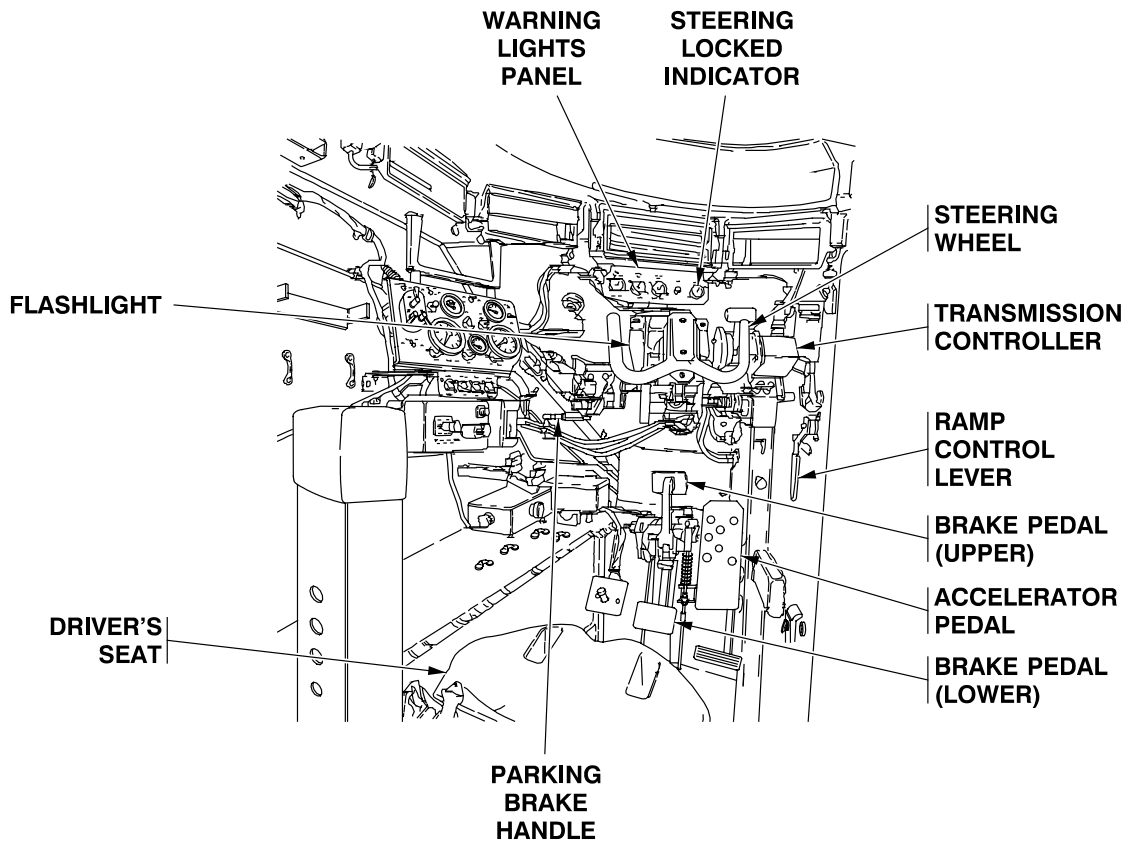 WARNING
LIGHTS
PANEL
STEERING
LOCKED
INDICATOR
STEERING
WHEEL
FLASHLIGHT
TRANSMISSION
CONTROLLER
RAMP
CONTROL
LEVER
BRAKE PEDAL
(UPPER)
ACCELERATOR
PEDAL
DRIVER'S
SEAT
BRAKE PEDAL
(LOWER)
PARKING
BRAKE
HANDLE